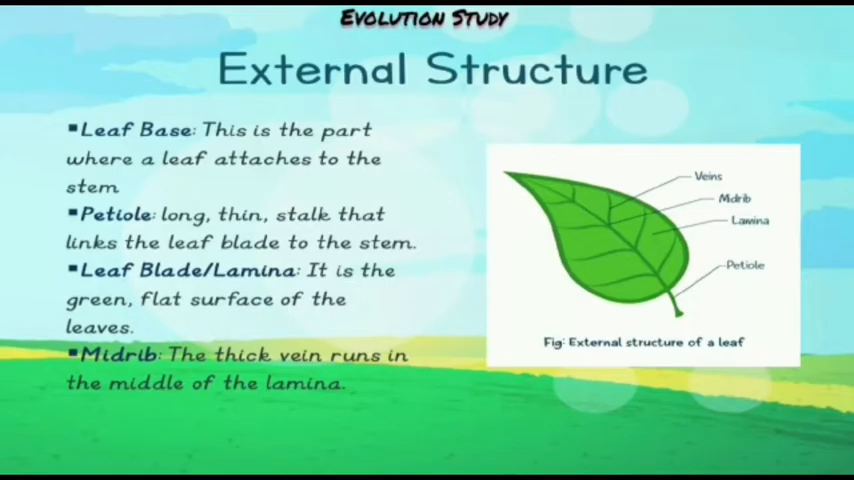 Evolution Study
External Structure
▪Leaf Base: This is the part
where a leaf attaches to the
stem
▪Petiole: long, thin, stalk that
links the leaf blade to the stem.
▪Leaf Blade/Lamina: It is the
green, flat surface of the
leaves.
▪Midrib: The thick vein runs in
the middle of the lamina.
Veins
Midrib
Lawina
Petiole
Fig: External structure of a leaf